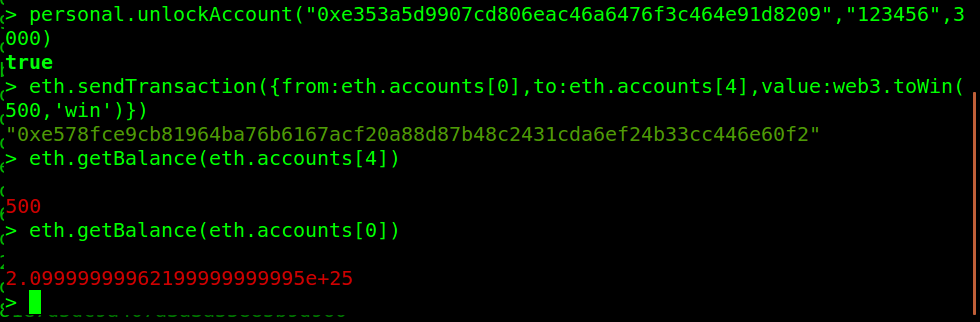 > personal.unlockAccount("0xe353a5d9907cd806eac46a6476f3c464e91d8209","123456",3
000)
true
> eth.sendTransaction({from:eth.accounts[0],to:eth.accounts[4],value:web3.toWin(
500,'win')})
"0xe578fce9cb81964ba76b6167acf20a88d87b48c2431cda6ef24b33cc446e60f2"
> eth.getBalance(eth.accounts[4])
500
> eth.getBalance(eth.accounts[0])
2.09999999962199999999995e+25
>